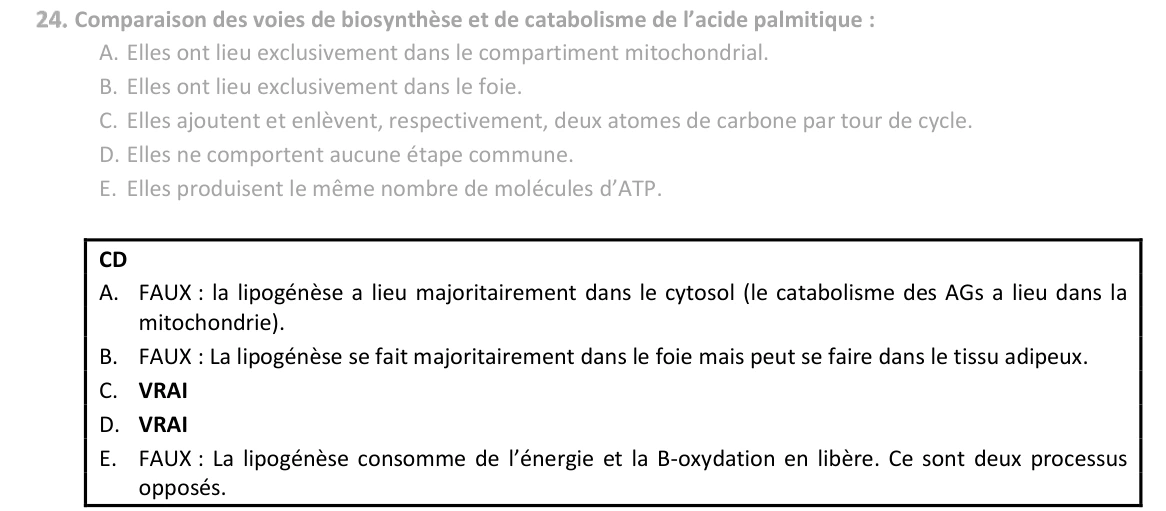 24. Comparaison des voies de biosynthèse et de catabolisme de l’acide palmitique :
A. Elles ont lieu exclusivement dans le compartiment mitochondrial.
B. Elles ont lieu exclusivement dans le foie.
C. Elles ajoutent et enlèvent, respectivement, deux atomes de carbone par tour de cycle.
D. Elles ne comportent aucune étape commune.
E. Elles produisent le même nombre de molécules d’ATP.
CD
A. FAUX : la lipogénèse a lieu majoritairement dans le cytosol (le catabolisme des AGs a lieu dans la
mitochondrie).
B. FAUX : La lipogénèse se fait majoritairement dans le foie mais peut se faire dans le tissu adipeux.
C. VRAI
D. VRAI
E. FAUX : La lipogénèse consomme de l’énergie et la B-oxydation en libère. Ce sont deux processus
opposés.